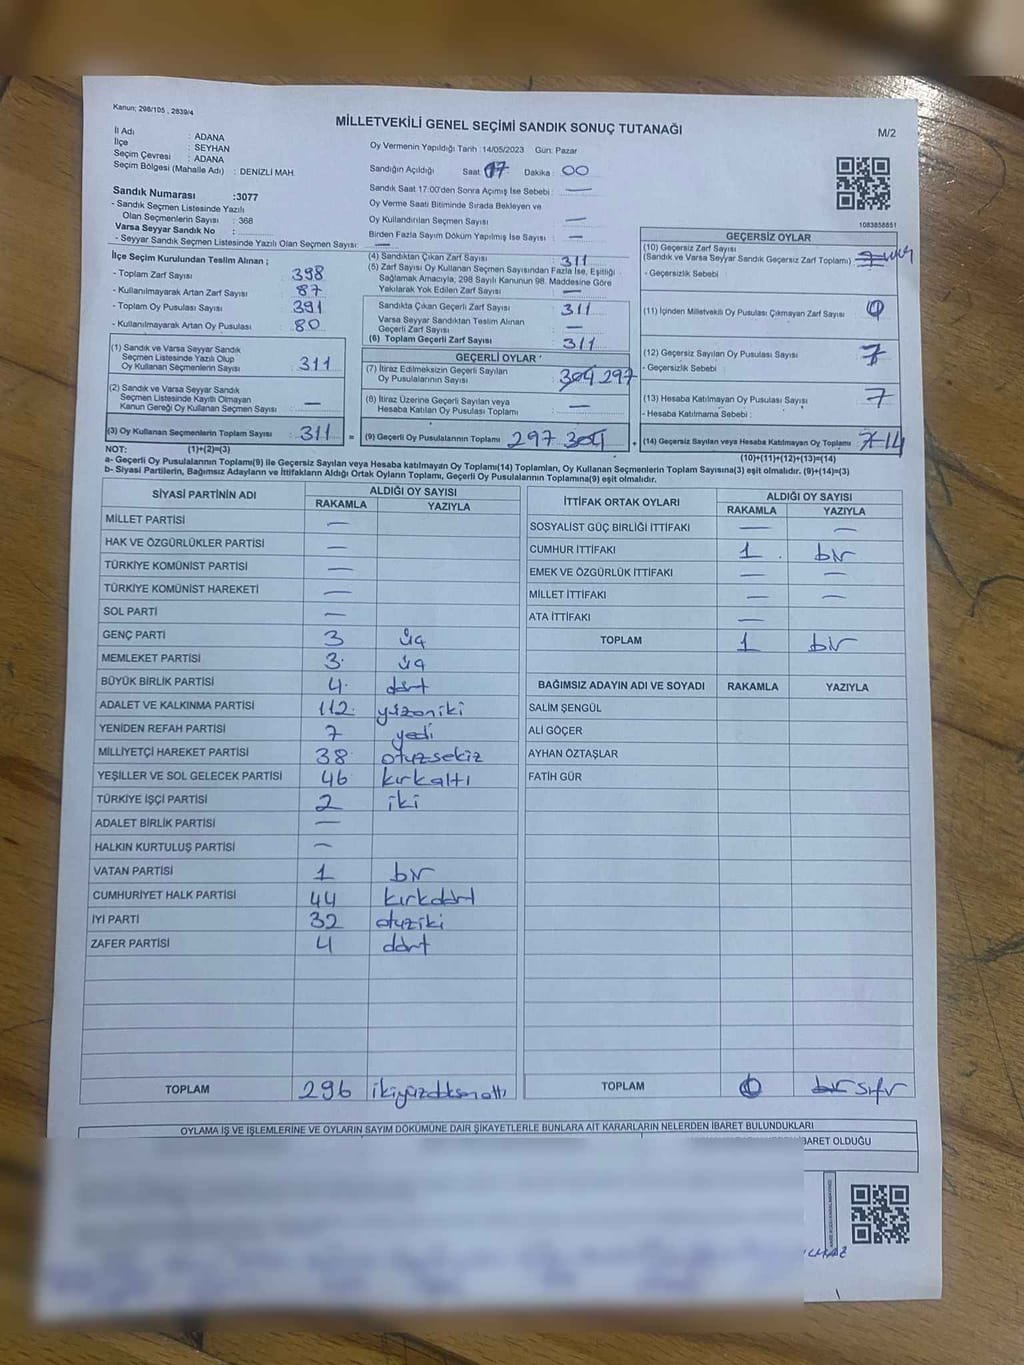 Kanun; 298/105 , 2839/4
MİLLETVEKİLİ GENEL SEÇİMİ SANDIK SONUÇ TUTANAĞI
M/2
İl Adı : ADANA
İlçe : SEYHAN
Seçim Çevresi : ADANA
Seçim Bölgesi (Mahalle Adı) : DENİZLİ MAH.
Sandık Numarası :3077
- Sandık Seçmen Listesinde Yazılı
Olan Seçmenlerin Sayısı : 368
Varsa Seyyar Sandık No :
- Seyyar Sandık Seçmen Listesinde Yazılı Olan Seçmen Sayısı: —
Oy Vermenin Yapıldığı Tarih : 14/05/2023 Gün: Pazar
Sandığın Açıldığı Saat : 17 Dakika : 00
Sandık Saat 17:00'den Sonra Açımış İse Sebebi : —
Oy Verme Saati Bitiminde Sırada Bekleyen ve
Oy Kullandırılan Seçmen Sayısı : —
Birden Fazla Sayım Döküm Yapılmış İse Sayısı : —
1083858851
İlçe Seçim Kurulundan Teslim Alınan ;
- Toplam Zarf Sayısı : 398
- Kullanılmayarak Artan Zarf Sayısı : 87
- Toplam Oy Pusulası Sayısı : 391
- Kullanılmayarak Artan Oy Pusulası : 80
(1) Sandık ve Varsa Seyyar Sandık
Seçmen Listesinde Yazılı Olup
Oy Kullanan Seçmenlerin Sayısı : 311
(2) Sandık ve Varsa Seyyar Sandık
Seçmen Listesinde Kayıtlı Olmayan
Kanun Gereği Oy Kullanan Seçmen Sayısı : —
(3) Oy Kullanan Seçmenlerin Toplam Sayısı : 311 =
(4) Sandıktan Çıkan Zarf Sayısı : 311
(5) Zarf Sayısı Oy Kullanan Seçmen Sayısından Fazla İse, Eşitliği
Sağlamak Amacıyla, 298 Sayılı Kanunun 98. Maddesine Göre
Yakılarak Yok Edilen Zarf Sayısı : —
Sandıkta Çıkan Geçerli Zarf Sayısı : 311
Varsa Seyyar Sandıktan Teslim Alınan
Geçerli Zarf Sayısı : —
(6) Toplam Geçerli Zarf Sayısı : 311
GEÇERLİ OYLAR
(7) İtiraz Edilmeksizin Geçerli Sayılan
Oy Pusulalarının Sayısı : 304 297
(8) İtiraz Üzerine Geçerli Sayılan veya
Hesaba Katılan Oy Pusulası Toplamı : —
(9) Geçerli Oy Pusulalarının Toplamı : 297 304 +
GEÇERSİZ OYLAR
(10) Geçersiz Zarf Sayısı
(Sandık ve Varsa Seyyar Sandık Geçersiz Zarf Toplamı) :
- Geçersizlik Sebebi :
(11) İçinden Milletvekili Oy Pusulası Çıkmayan Zarf Sayısı : 0
(12) Geçersiz Sayılan Oy Pusulası Sayısı : 7
- Geçersizlik Sebebi :
(13) Hesaba Katılmayan Oy Pusulası Sayısı : 7
- Hesaba Katılmama Sebebi :
(14) Geçersiz Sayılan veya Hesaba Katılmayan Oy Toplamı : 7 14
NOT: (1)+(2)=(3) (10)+(11)+(12)+(13)=(14)
a- Geçerli Oy Pusulalarının Toplamı(9) ile Geçersiz Sayılan veya Hesaba katılmayan Oy Toplamı(14) Toplamları, Oy Kullanan Seçmenlerin Toplam Sayısına(3) eşit olmalıdır. (9)+(14)=(3)
b- Siyasi Partilerin, Bağımsız Adayların ve İttifakların Aldığı Ortak Oyların Toplamı, Geçerli Oy Pusulalarının Toplamına(9) eşit olmalıdır.
SİYASİ PARTİNİN ADI ALDIĞI OY SAYISI
RAKAMLA YAZIYLA
MİLLET PARTİSİ —
HAK VE ÖZGÜRLÜKLER PARTİSİ —
TÜRKİYE KOMÜNİST PARTİSİ —
TÜRKİYE KOMÜNİST HAREKETİ —
SOL PARTİ —
GENÇ PARTİ 3 üç
MEMLEKET PARTİSİ 3 üç
BÜYÜK BİRLİK PARTİSİ 4 dört
ADALET VE KALKINMA PARTİSİ 112 yüzoniki
YENİDEN REFAH PARTİSİ 7 yedi
MİLLİYETÇİ HAREKET PARTİSİ 38 otuzsekiz
YEŞİLLER VE SOL GELECEK PARTİSİ 46 kırkaltı
TÜRKİYE İŞÇİ PARTİSİ 2 iki
ADALET BİRLİK PARTİSİ —
HALKIN KURTULUŞ PARTİSİ —
VATAN PARTİSİ 1 bir
CUMHURİYET HALK PARTİSİ 44 kırkdört
İYİ PARTİ 32 otuziki
ZAFER PARTİSİ 4 dört
TOPLAM 296 ikiyüzdoksanaltı
İTTİFAK ORTAK OYLARI ALDIĞI OY SAYISI
RAKAMLA YAZIYLA
SOSYALİST GÜÇ BİRLİĞİ İTTİFAKI — —
CUMHUR İTTİFAKI 1 bir
EMEK VE ÖZGÜRLÜK İTTİFAKI — —
MİLLET İTTİFAKI — —
ATA İTTİFAKI —
TOPLAM 1 bir
BAĞIMSIZ ADAYIN ADI VE SOYADI RAKAMLA YAZIYLA
SALİM ŞENGÜL
ALİ GÖÇER
AYHAN ÖZTAŞLAR
FATİH GÜR
TOPLAM 0 bir sıfır
OYLAMA İŞ VE İŞLEMLERİNE VE OYLARIN SAYIM DÖKÜMÜNE DAİR ŞİKAYETLERLE BUNLARA AİT KARARLARIN NELERDEN İBARET BULUNDUKLARI
BARET OLDUĞU